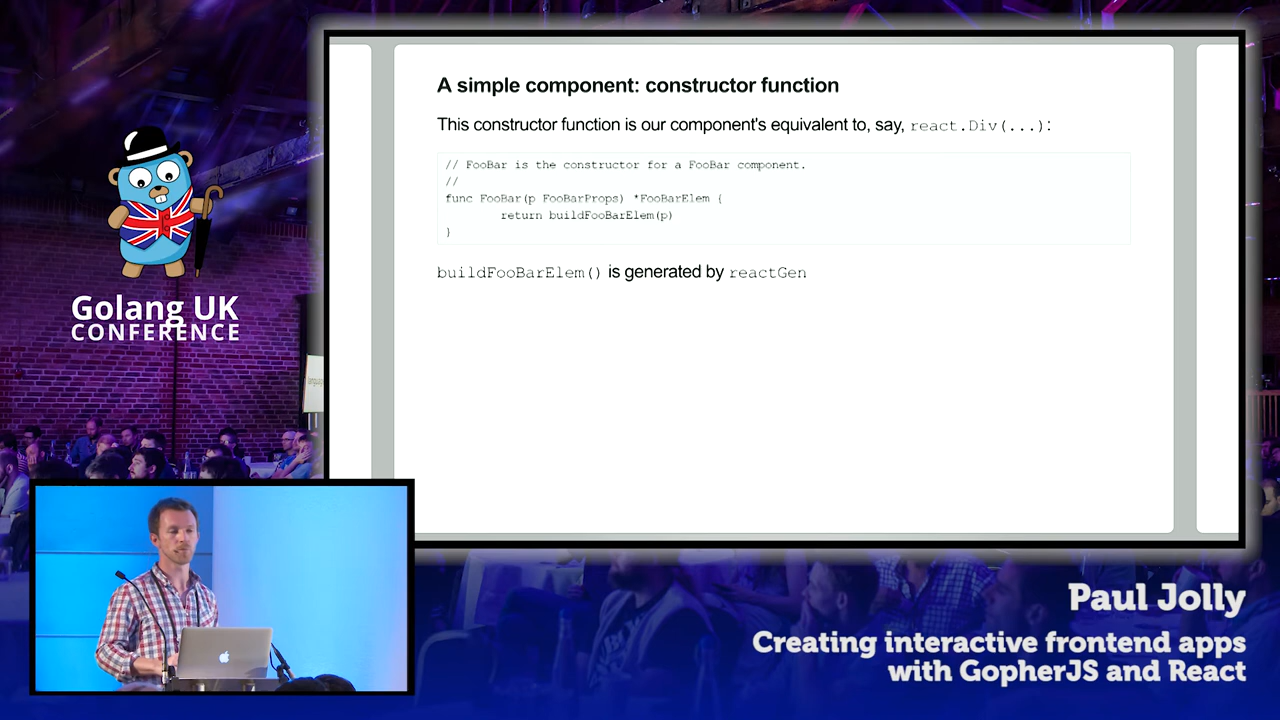 A simple component: constructor function
This constructor function is our component's equivalent to, say, react.Div(...):
// FooBar is the constructor for a FooBar component.
//
func FooBar(p FooBarProps) *FooBarElem {
return buildFooBarElem(p)
}
buildFooBarElem() is generated by reactGen
Golang UK
CONFERENCE
Paul Jolly
Creating interactive frontend apps
with GopherJS and React